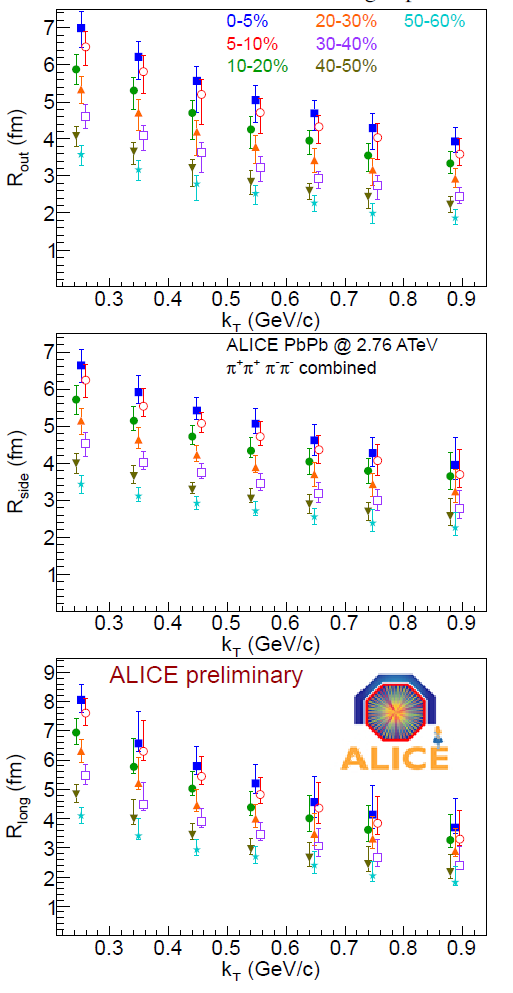 0-5% 20-30% 50-60%
5-10% 30-40%
10-20% 40-50%
7
6
5
4
3
2
1
R_out (fm)
0.3 0.4 0.5 0.6 0.7 0.8 0.9
k_T (GeV/c)
ALICE PbPb @ 2.76 ATeV
π⁺π⁺ π⁻π⁻ combined
7
6
5
4
3
2
1
R_side (fm)
0.3 0.4 0.5 0.6 0.7 0.8 0.9
k_T (GeV/c)
ALICE preliminary
ALICE
9
8
7
6
5
4
3
2
1
R_long (fm)
0.3 0.4 0.5 0.6 0.7 0.8 0.9
k_T (GeV/c)